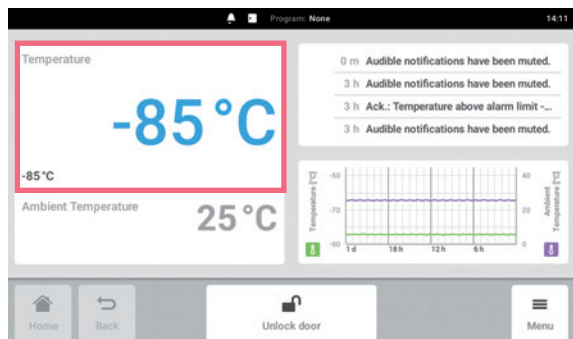 Program: None
14:11
Temperature
-85 °C
-85 °C
Ambient Temperature
25 °C
0 m Audible notifications have been muted.
3 h Audible notifications have been muted.
3 h Ack.: Temperature above alarm limit -...
3 h Audible notifications have been muted.
Temperature [°C]
-50
-70
-90
1 d 18 h 12 h 6 h
40
20
0
Ambient
Temperature [°C]
Home
Back
Unlock door
Menu